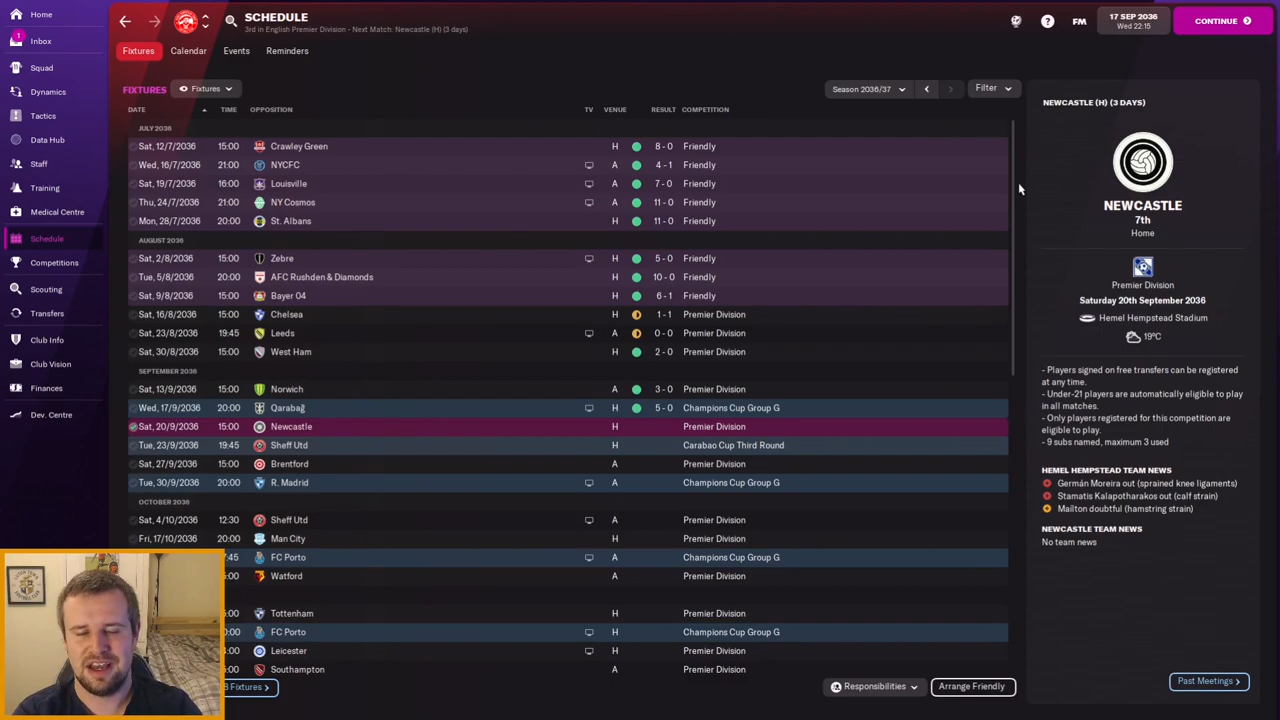 Home
SCHEDULE
3rd in English Premier Division - Next Match: Newcastle (H) (3 days)
FM
17 SEP 2036
Wed 22:15
CONTINUE
1
Inbox
Fixtures Calendar Events Reminders
Squad
Dynamics
Tactics
Data Hub
Staff
Training
Medical Centre
Schedule
Competitions
Scouting
Transfers
Club Info
Club Vision
Finances
Dev. Centre
FIXTURES Fixtures Season 2036/37 Filter
DATE TIME OPPOSITION TV VENUE RESULT COMPETITION
JULY 2036
Sat, 12/7/2036 15:00 Crawley Green H 8 - 0 Friendly
Wed, 16/7/2036 21:00 NYCFC A 4 - 1 Friendly
Sat, 19/7/2036 16:00 Louisville A 7 - 0 Friendly
Thu, 24/7/2036 21:00 NY Cosmos A 11 - 0 Friendly
Mon, 28/7/2036 20:00 St. Albans H 11 - 0 Friendly
AUGUST 2036
Sat, 2/8/2036 15:00 Zebre H 5 - 0 Friendly
Tue, 5/8/2036 20:00 AFC Rushden & Diamonds H 10 - 0 Friendly
Sat, 9/8/2036 15:00 Bayer 04 H 6 - 1 Friendly
Sat, 16/8/2036 15:00 Chelsea H 1 - 1 Premier Division
Sat, 23/8/2036 19:45 Leeds A 0 - 0 Premier Division
Sat, 30/8/2036 15:00 West Ham H 2 - 0 Premier Division
SEPTEMBER 2036
Sat, 13/9/2036 15:00 Norwich A 3 - 0 Premier Division
Wed, 17/9/2036 20:00 Qarabağ H 5 - 0 Champions Cup Group G
Sat, 20/9/2036 15:00 Newcastle H Premier Division
Tue, 23/9/2036 19:45 Sheff Utd H Carabao Cup Third Round
Sat, 27/9/2036 15:00 Brentford A Premier Division
Tue, 30/9/2036 20:00 R. Madrid A Champions Cup Group G
OCTOBER 2036
Sat, 4/10/2036 12:30 Sheff Utd A Premier Division
Fri, 17/10/2036 20:00 Man City H Premier Division
:45 FC Porto A Champions Cup Group G
:00 Watford A Premier Division
:00 Tottenham H Premier Division
:00 FC Porto H Champions Cup Group G
:00 Leicester H Premier Division
:00 Southampton A Premier Division
Fixtures
Responsibilities
Arrange Friendly
NEWCASTLE (H) (3 DAYS)
NEWCASTLE
7th
Home
Premier Division
Saturday 20th September 2036
Hemel Hempstead Stadium
19°C
- Players signed on free transfers can be registered
at any time.
- Under-21 players are automatically eligible to play
in all matches.
- Only players registered for this competition are
eligible to play.
- 9 subs named, maximum 3 used
HEMEL HEMPSTEAD TEAM NEWS
Germán Moreira out (sprained knee ligaments)
Stamatis Kalapotharakos out (calf strain)
Maílton doubtful (hamstring strain)
NEWCASTLE TEAM NEWS
No team news
Past Meetings